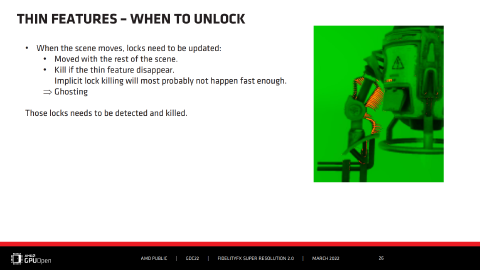 THIN FEATURES – WHEN TO UNLOCK
• When the scene moves, locks need to be updated:
• Moved with the rest of the scene.
• Kill if the thin feature disappear.
Implicit lock killing will most probably not happen fast enough.
⇒ Ghosting
Those locks needs to be detected and killed.
AMD
GPUOpen
AMD PUBLIC | GDC22 | FIDELITYFX SUPER RESOLUTION 2.0 | MARCH 2022
26